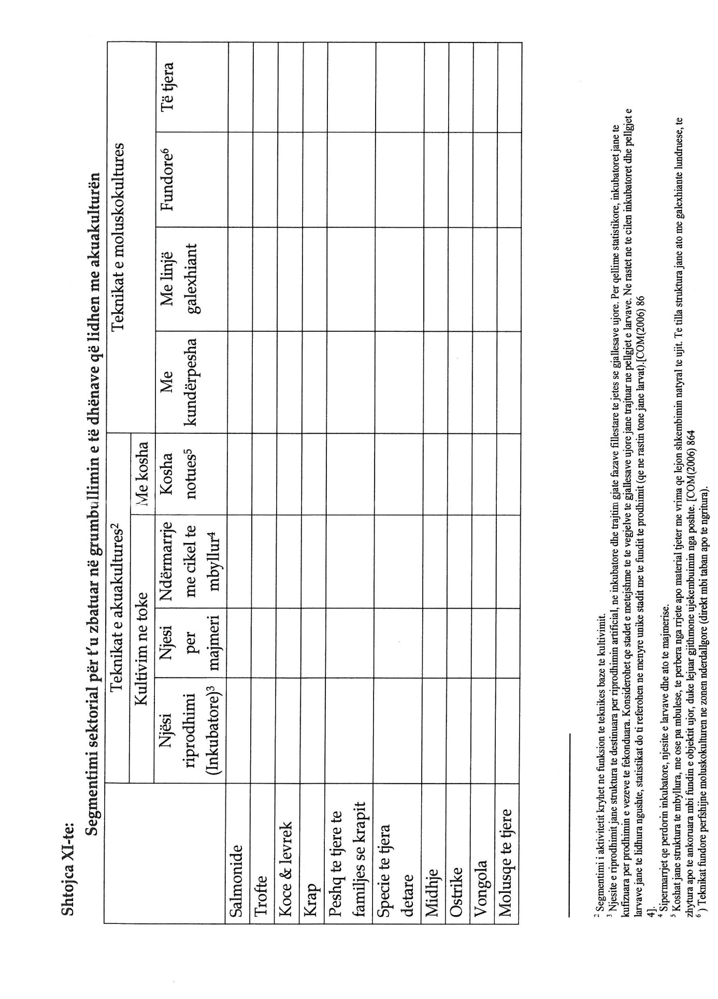 Shtojca XI-te:
Segmentimi sektorial për t’u zbatuar në grumbullimin e të dhënave që lidhen me akuakulturën
Teknikat e akuakultures²
Teknikat e moluskokultures
Kultivim ne toke
Me kosha
Njësi
riprodhimi
(Inkubatore)³
Njesi
per
majmeri
Ndërmarrje
me cikel te
mbyllur⁴
Kosha
notues⁵
Me
kundërpesha
Me linjë
galexhiant
Fundore⁶
Të tjera
Salmonide
Trofte
Koce & levrek
Krap
Peshq te tjere te
familjes se krapit
Specie te tjera
detare
Midhje
Ostrike
Vongola
Molusqe te tjere
² Segmentimi i aktivitetit kryhet ne funksion te teknikes baze te kultivimit.
³ Njesite e riprodhimit jane struktura te destinuara per riprodhimin artificial, ne inkubatore dhe trajtim gjate fazave fillestare te jetes se gjallesave ujore. Per qellime statistikore, inkubatoret jane te
kufizuara per prodhimin e vezeve te fekonduara. Konsiderohet qe stadet e metejshme te te vegjelve te gjallesave ujore jane trajtuar ne pellgjet e larvave. Ne rastet ne te cilen inkubatoret dhe pellgjet e
larvave jane te lidhura ngushte, statistikat do ti referohen ne menyre unike stadit me te fundit te prodhimit (qe ne rastin tone jane larvat).[COM(2006) 86
4].
⁴ Sipermarrjet qe perdorin inkubatore, njesite e larvave dhe ato te majmerise.
⁵ Koshat jane struktura te mbyllura, me ose pa mbulese, te perbera nga rrjete apo material tjeter me vrima qe lejon shkembimin natyral te ujit. Te tilla struktura jane ato me galexhiante lundruese, te
zhytura apo te ankoruara mbi fundin e objektit ujor, duke lejuar gjithmone ujekembuimin nga poshte. [COM(2006) 864
⁶ ) Teknikat fundore perfshijne moluskokulturen ne zonen nderdallgore (direkt mbi taban apo te ngritura).